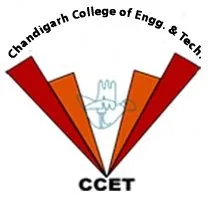 Chandigarh College of Engg. & Tech.
CCET